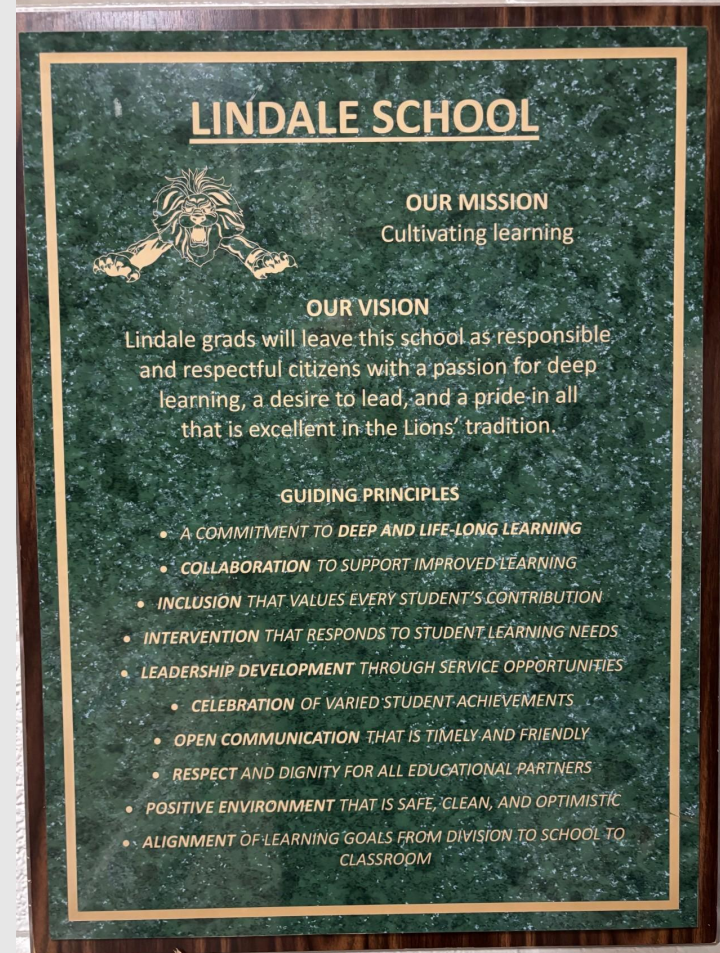 LINDALE SCHOOL
OUR MISSION
Cultivating learning
OUR VISION
Lindale grads will leave this school as responsible
and respectful citizens with a passion for deep
learning, a desire to lead, and a pride in all
that is excellent in the Lions' tradition.
GUIDING PRINCIPLES
• A COMMITMENT TO DEEP AND LIFE-LONG LEARNING
• COLLABORATION TO SUPPORT IMPROVED LEARNING
• INCLUSION THAT VALUES EVERY STUDENT'S CONTRIBUTION
• INTERVENTION THAT RESPONDS TO STUDENT LEARNING NEEDS
• LEADERSHIP DEVELOPMENT THROUGH SERVICE OPPORTUNITIES
• CELEBRATION OF VARIED STUDENT ACHIEVEMENTS
• OPEN COMMUNICATION THAT IS TIMELY AND FRIENDLY
• RESPECT AND DIGNITY FOR ALL EDUCATIONAL PARTNERS
• POSITIVE ENVIRONMENT THAT IS SAFE, CLEAN, AND OPTIMISTIC
• ALIGNMENT OF LEARNING GOALS FROM DIVISION TO SCHOOL TO
CLASSROOM